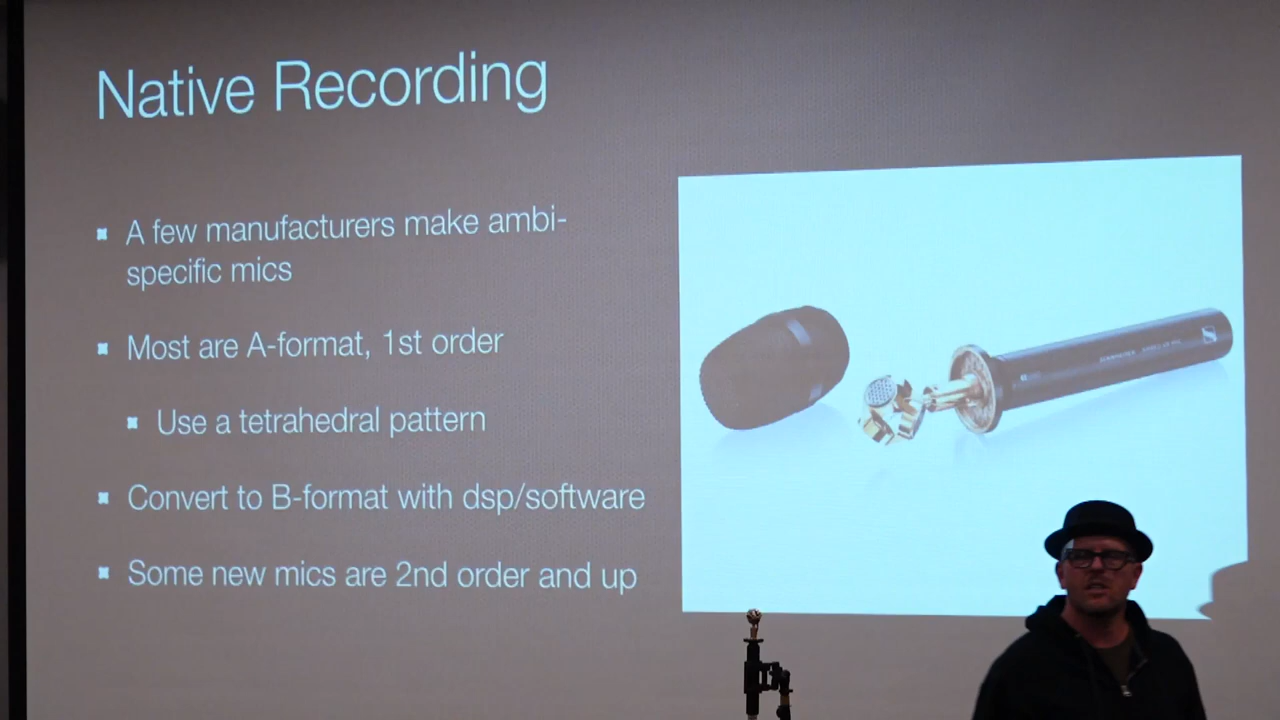 Native Recording
A few manufacturers make ambi-
specific mics
Most are A-format, 1st order
Use a tetrahedral pattern
Convert to B-format with dsp/software
Some new mics are 2nd order and up